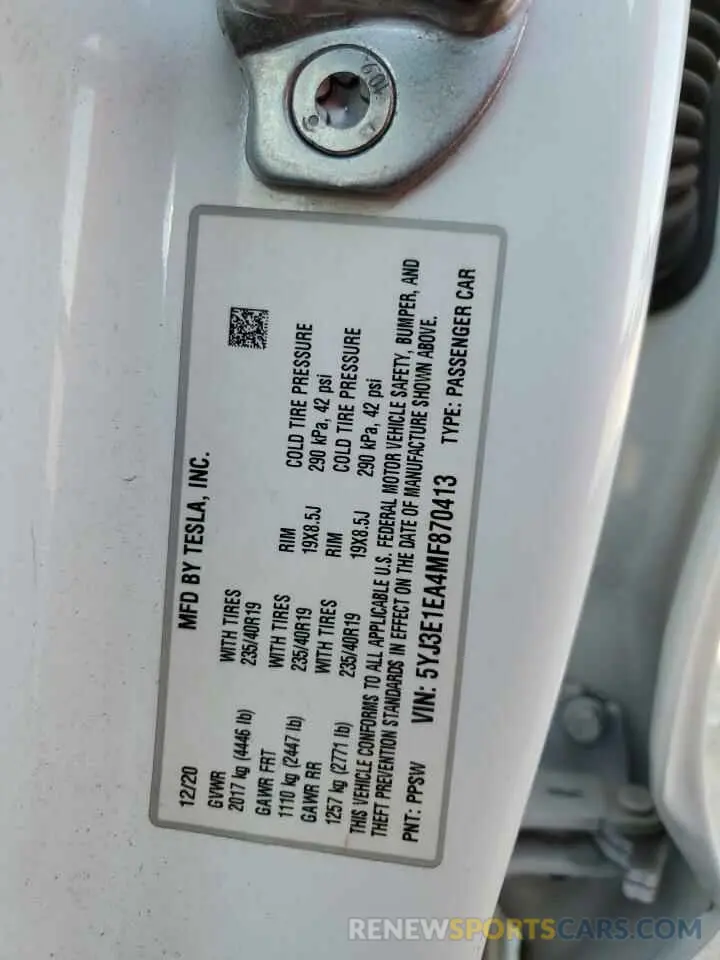 10.9
MFD BY TESLA, INC.
12/20
GVWR
2017 kg (4446 lb)
WITH TIRES
235/40R19
RIM
19X8.5J
COLD TIRE PRESSURE
290 kPa, 42 psi
GAWR FRT
1110 kg (2447 lb)
WITH TIRES
235/40R19
RIM
19X8.5J
COLD TIRE PRESSURE
290 kPa, 42 psi
GAWR RR
1257 kg (2771 lb)
WITH TIRES
235/40R19
THIS VEHICLE CONFORMS TO ALL APPLICABLE U.S. FEDERAL MOTOR VEHICLE SAFETY, BUMPER, AND
THEFT PREVENTION STANDARDS IN EFFECT ON THE DATE OF MANUFACTURE SHOWN ABOVE.
PNT: PPSW VIN: 5YJ3E1EA4MF870413 TYPE: PASSENGER CAR
RENEWSPORTSCARS.COM